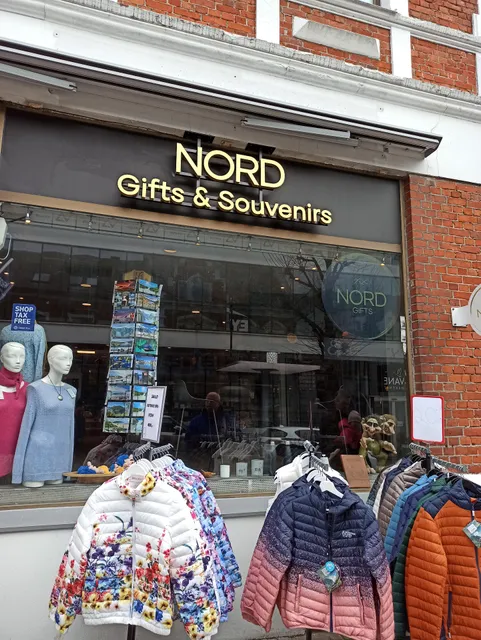 NORD
Gifts & Souvenirs
NORD
GIFTS
SHOP
TAX
FREE